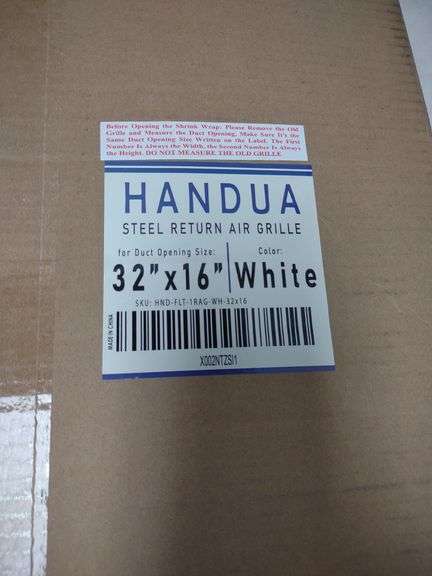 Before Opening the Shrink Wrap: Please Remove the Old
Grille and Measure the Duct Opening, Make Sure It's the
Same Duct Opening Size Written on the Label. The First
Number Is Always the Width, the Second Number Is Always
the Height. DO NOT MEASURE THE OLD GRILLE
HANDUA
STEEL RETURN AIR GRILLE
for Duct Opening Size:
Color:
32"x16"
White
SKU: HND-FLT-1RAG-WH-32x16
MADE IN CHINA
X002NTZSI1